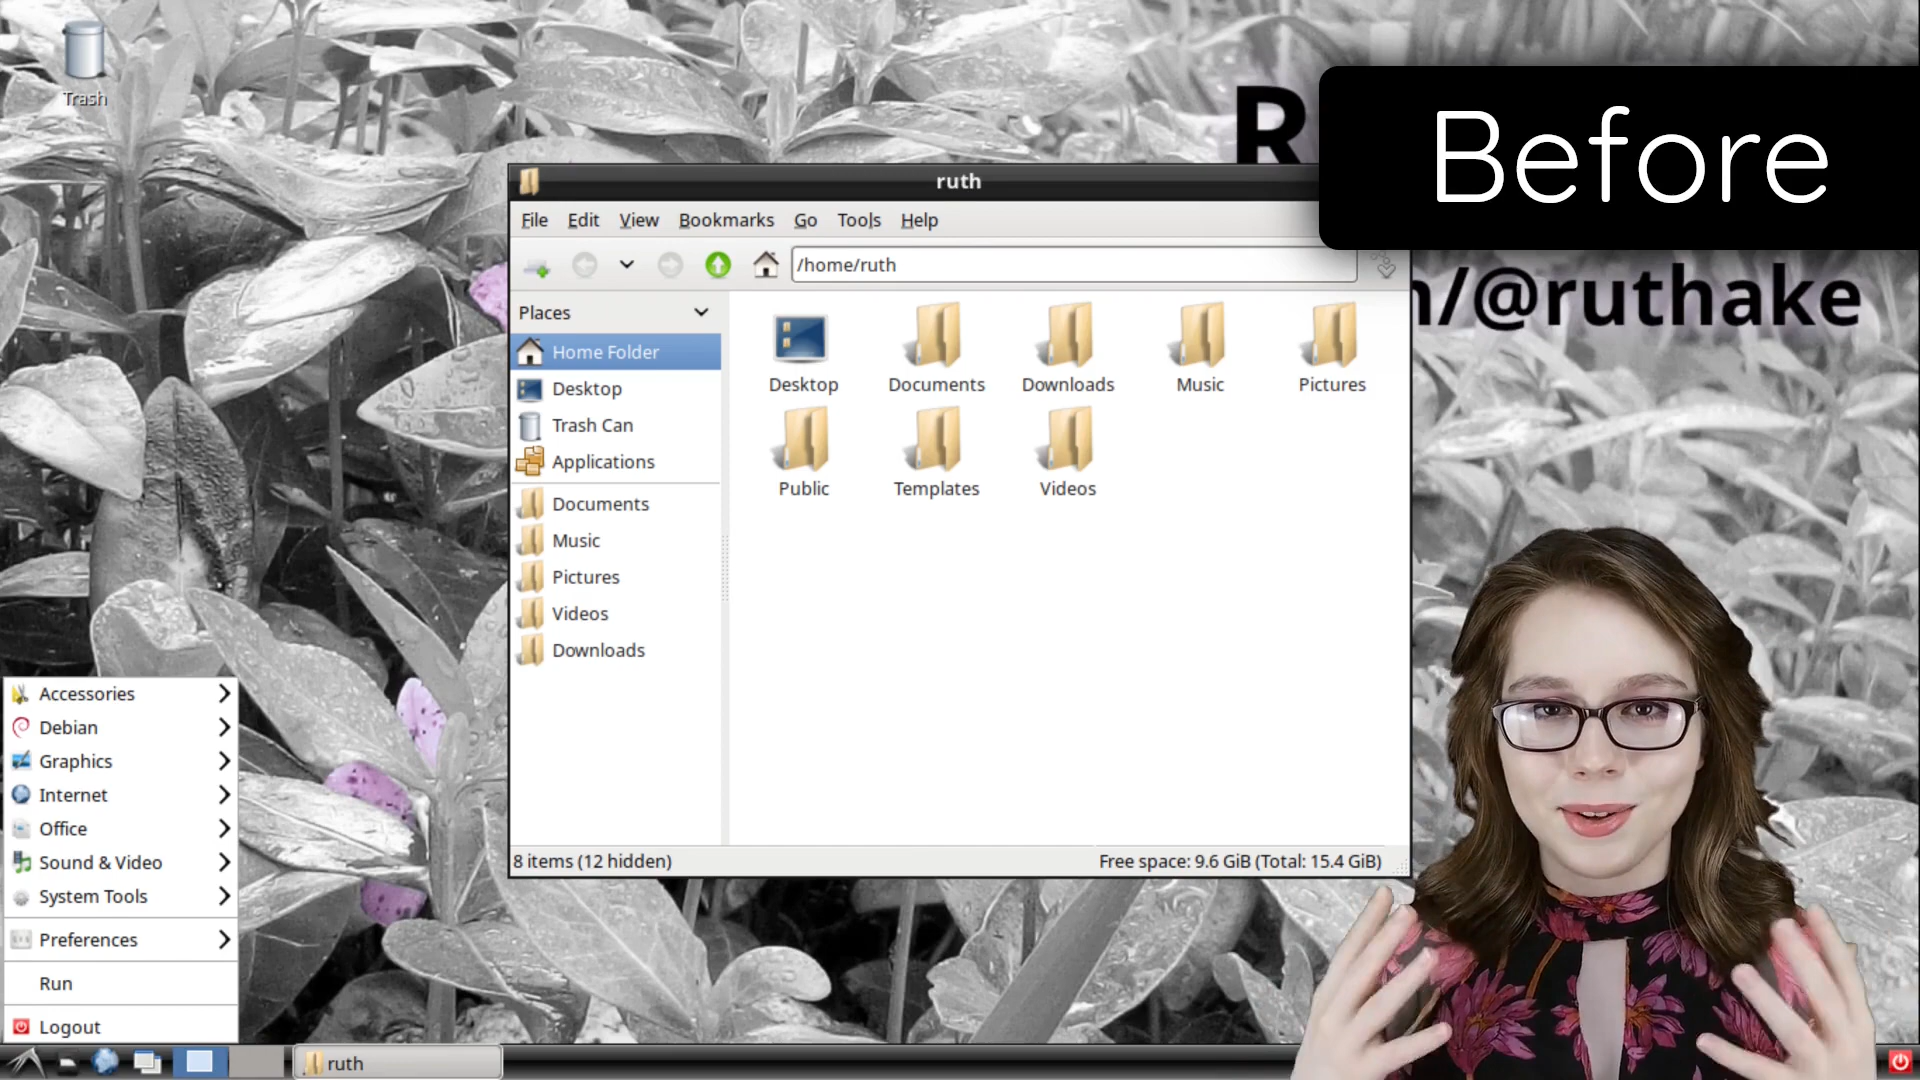 Trash
R
Before
ruth
File Edit View Bookmarks Go Tools Help
/home/ruth
/@ruthake
Places
Home Folder
Desktop
Trash Can
Applications
Documents
Music
Pictures
Videos
Downloads
Desktop Documents Downloads Music Pictures
Public Templates Videos
8 items (12 hidden) Free space: 9.6 GiB (Total: 15.4 GiB)
Accessories
Debian
Graphics
Internet
Office
Sound & Video
System Tools
Preferences
Run
Logout
ruth